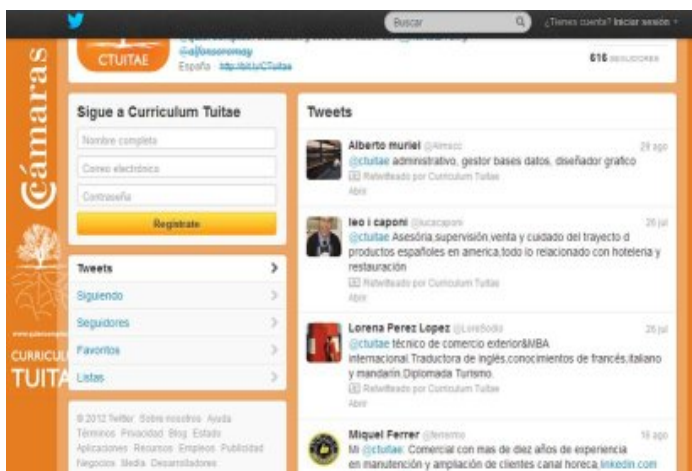 Buscar
¿Tienes cuenta? Iniciar sesión
Cámaras
CTUITAE
@alfonsoromay
España · http://bit.ly/CTuitae
616 SEGUIDORES
Sigue a Curriculum Tuitae
Nombre completo
Correo electrónico
Contraseña
Regístrate
Tweets
Siguiendo
Seguidores
Favoritos
Listas
CURRICUL
TUITA
© 2012 Twitter Sobre nosotros Ayuda
Términos Privacidad Blog Estado
Aplicaciones Recursos Empleos Publicidad
Negocios Media Desarrolladores
Tweets
Alberto muriel 29 ago
@ctuitae administrativo, gestor bases datos, diseñador grafico
Retwitteado por Curriculum Tuitae
Abrir
leo i caponi @lucacaponi 26 jul
@ctuitae Asesória,supervisión,venta y cuidado del trayecto d
productos españoles en america,todo lo relacionado con hoteleria y
restauración
Retwitteado por Curriculum Tuitae
Abrir
Lorena Perez Lopez 25 jul
@ctuitae técnico de comercio exterior&MBA
internacional.Traductora de inglés,conocimientos de francés,italiano
y mandarín.Diplomada Turismo.
Retwitteado por Curriculum Tuitae
Abrir
Miquel Ferrer 16 ago
Mi @ctuitae: Comercial con mas de diez años de experiencia
en manutención y ampliación de clientes canal horeca linkedin.com